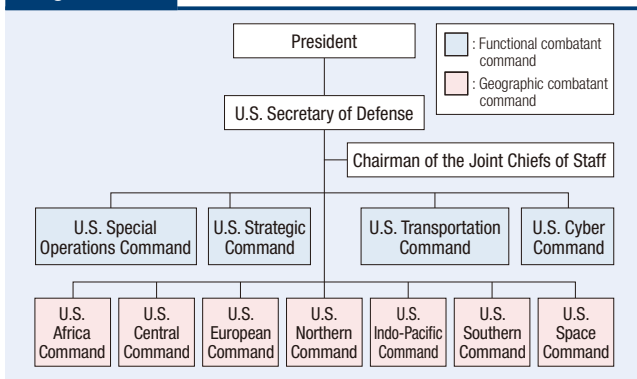 President
: Functional combatant
command
: Geographic combatant
command
U.S. Secretary of Defense
Chairman of the Joint Chiefs of Staff
U.S. Special
Operations Command
U.S. Strategic
Command
U.S. Transportation
Command
U.S. Cyber
Command
U.S.
Africa
Command
U.S.
Central
Command
U.S.
European
Command
U.S.
Northern
Command
U.S.
Indo-Pacific
Command
U.S.
Southern
Command
U.S.
Space
Command